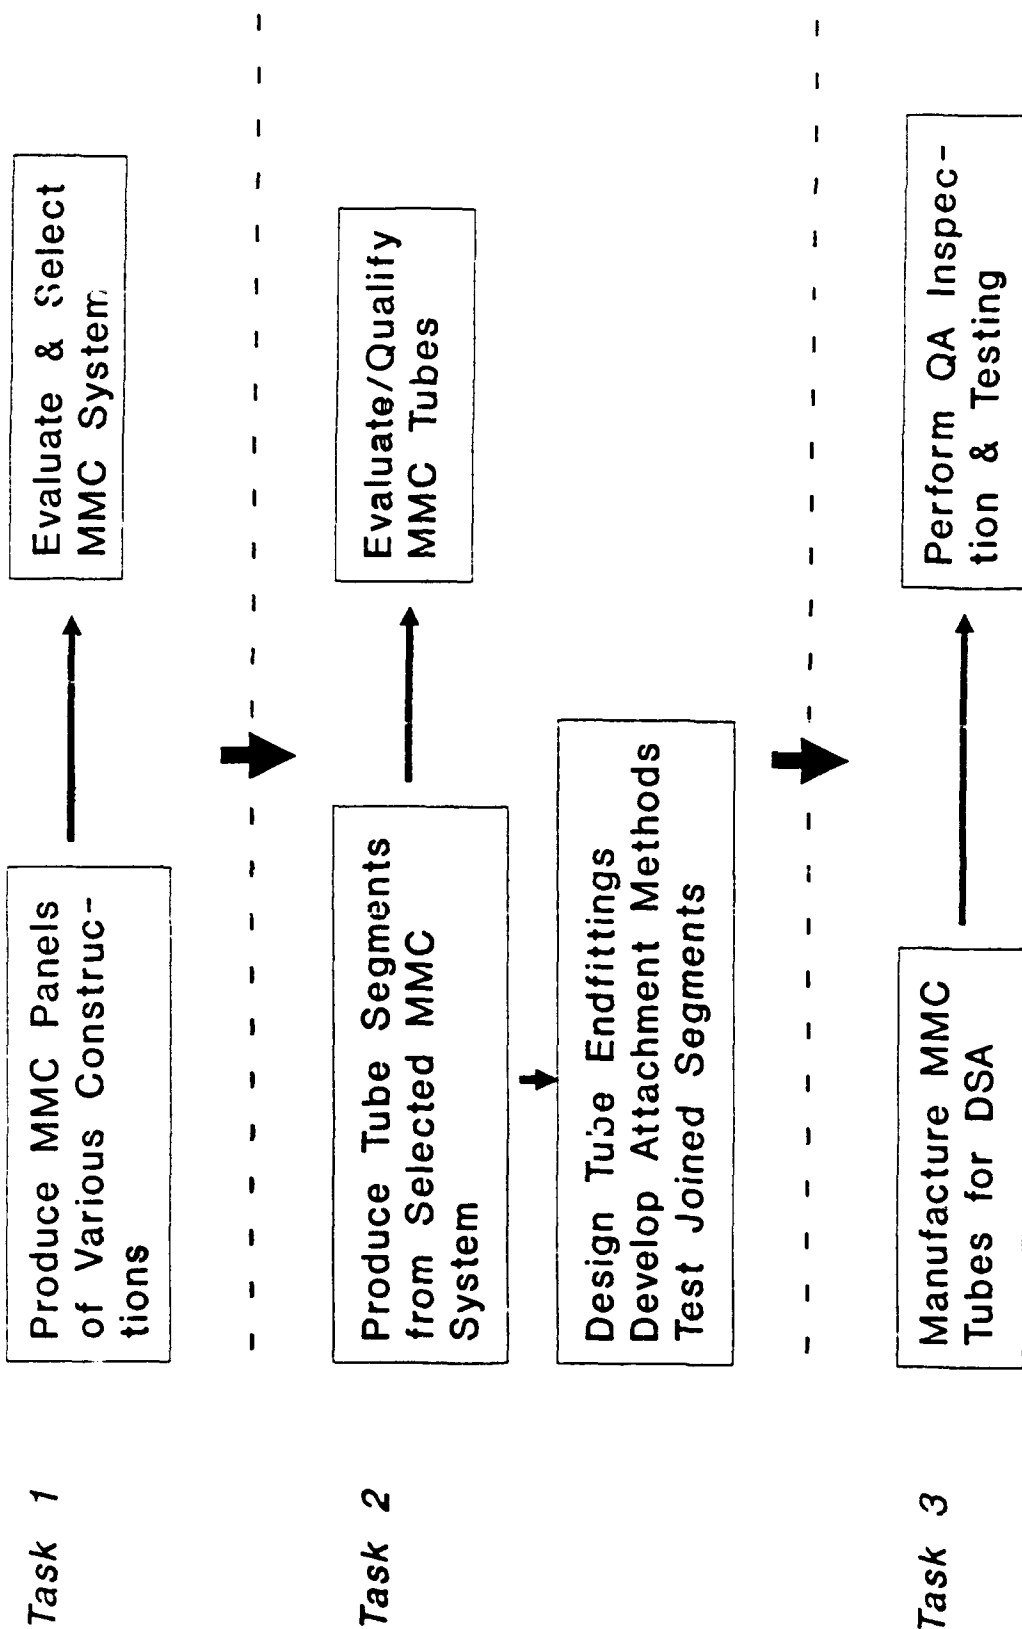 Task 1
Produce MMC Panels
of Various Construc-
tions
Evaluate & Select
MMC System
Task 2
Produce Tube Segments
from Selected MMC
System
Evaluate/Qualify
MMC Tubes
Design Tube Endfittings
Develop Attachment Methods
Test Joined Segments
Task 3
Manufacture MMC
Tubes for DSA
Perform QA Inspec-
tion & Testing